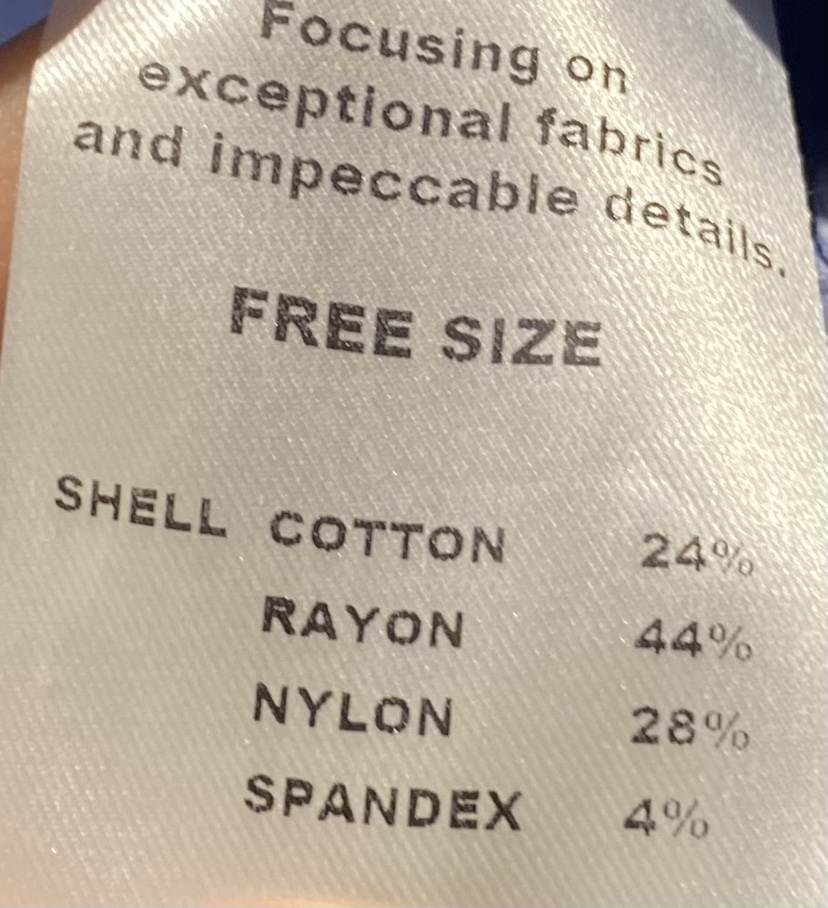 Focusing on
exceptional fabrics
and impeccable details.
FREE SIZE
SHELL COTTON 24%
RAYON 44%
NYLON 28%
SPANDEX 4%